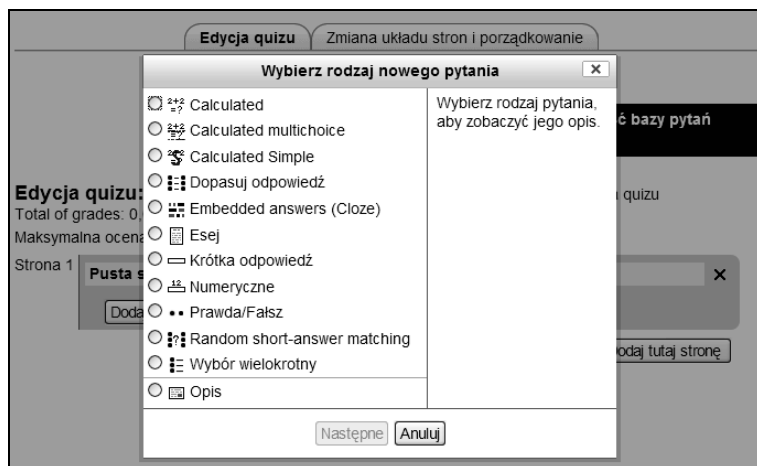 Edycja quizu Zmiana układu stron i porządkowanie
Wybierz rodzaj nowego pytania
Calculated
Calculated multichoice
Calculated Simple
Dopasuj odpowiedź
Embedded answers (Cloze)
Esej
Krótka odpowiedź
Numeryczne
Prawda/Fałsz
Random short-answer matching
Wybór wielokrotny
Opis
Wybierz rodzaj pytania,
aby zobaczyć jego opis.
Następne Anuluj
bazy pytań
Edycja quizu: quizu
Total of grades: 0,
Maksymalna
Strona 1 Pusta
tutaj stronę